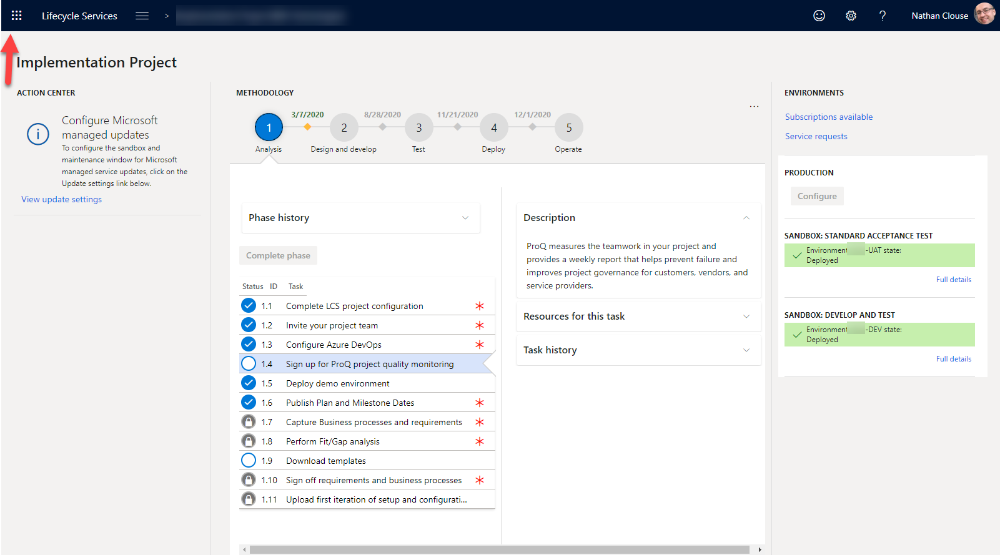 Lifecycle Services
>
?
Nathan Clouse
Implementation Project
ACTION CENTER
i
Configure Microsoft
managed updates
To configure the sandbox and
maintenance window for Microsoft
managed service updates, click on the
Update settings link below.
View update settings
METHODOLOGY
...
3/7/2020 8/28/2020 11/21/2020 12/1/2020
1 2 3 4 5
Analysis Design and develop Test Deploy Operate
Phase history
Complete phase
Status ID Task
1.1 Complete LCS project configuration *
1.2 Invite your project team *
1.3 Configure Azure DevOps *
1.4 Sign up for ProQ project quality monitoring
1.5 Deploy demo environment
1.6 Publish Plan and Milestone Dates *
1.7 Capture Business processes and requirements *
1.8 Perform Fit/Gap analysis *
1.9 Download templates
1.10 Sign off requirements and business processes *
1.11 Upload first iteration of setup and configurati...
Description
ProQ measures the teamwork in your project and
provides a weekly report that helps prevent failure and
improves project governance for customers, vendors, and
service providers.
Resources for this task
Task history
ENVIRONMENTS
Subscriptions available
Service requests
PRODUCTION
Configure
SANDBOX: STANDARD ACCEPTANCE TEST
Environment -UAT state:
Deployed
Full details
SANDBOX: DEVELOP AND TEST
Environment -DEV state:
Deployed
Full details